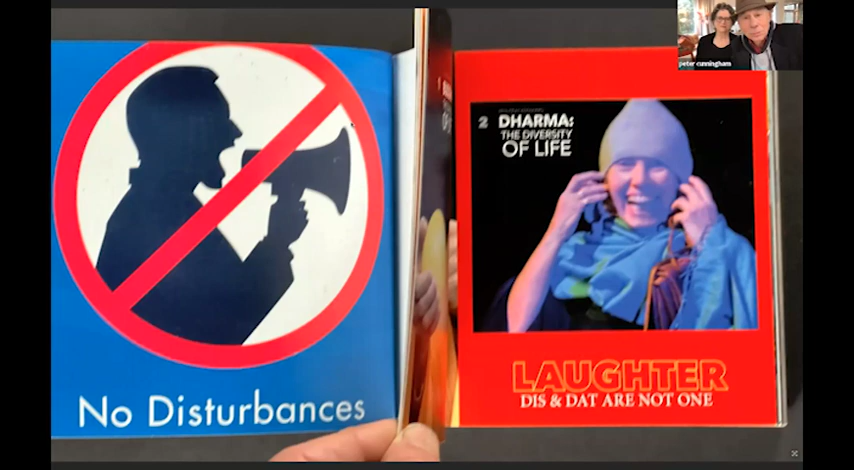 No Disturbances
2
DHARMA:
THE DIVERSITY
OF LIFE
LAUGHTER
DIS & DAT ARE NOT ONE
peter cunningham